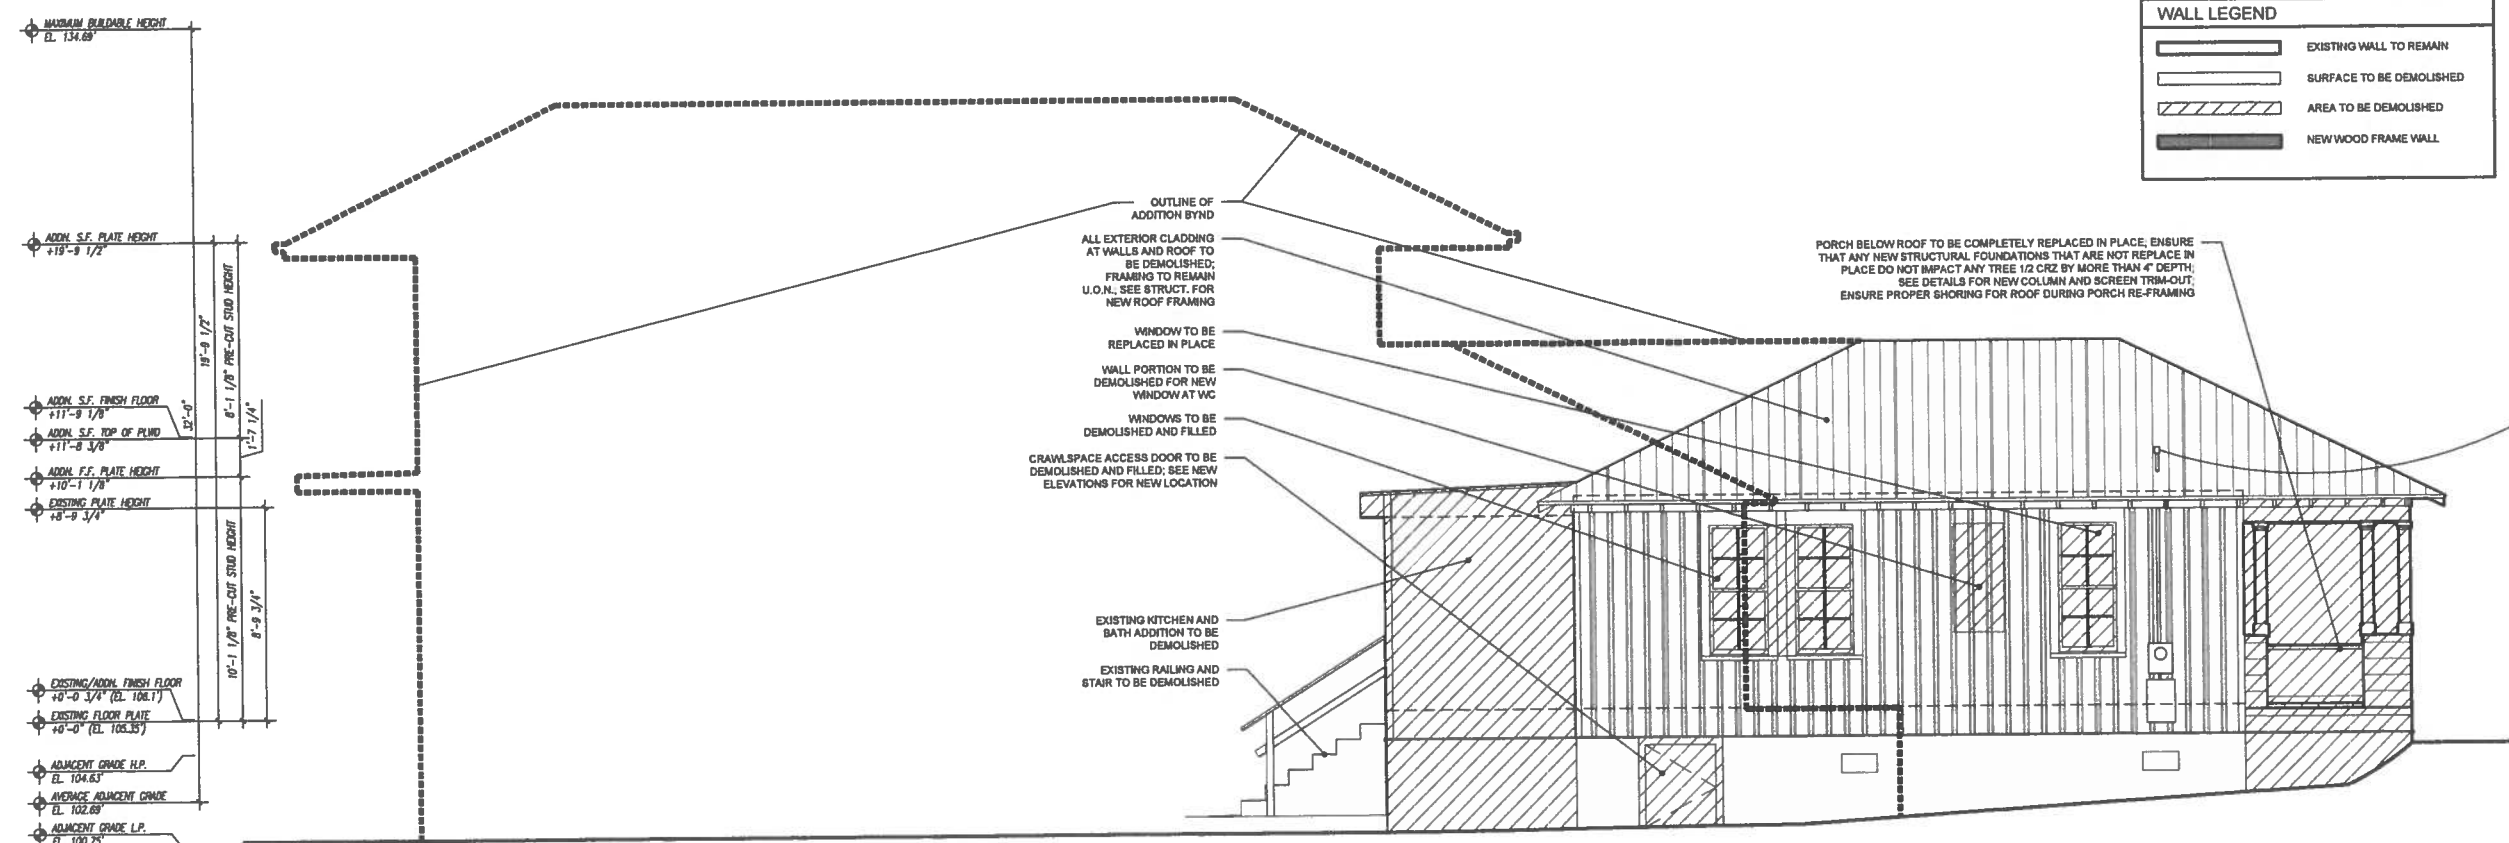 MAXIMUM BUILDABLE HEIGHT
EL. 134.69'
ADDN. S.F. PLATE HEIGHT
+19'-9 1/2"
ADDN. S.F. FINISH FLOOR
+11'-9 1/8"
ADDN. S.F. TOP OF PLWD
+11'-8 3/8"
ADDN. F.F. PLATE HEIGHT
+10'-1 1/8"
EXISTING PLATE HEIGHT
+8'-9 3/4"
EXISTING/ADDN. FINISH FLOOR
+0'-0 3/4" (EL. 106.1')
EXISTING FLOOR PLATE
+0'-0" (EL. 105.35')
ADJACENT GRADE H.P.
EL. 104.63'
AVERAGE ADJACENT GRADE
EL. 102.69'
ADJACENT GRADE L.P.
EL. 100.75'
32'-0"
19'-9 1/2"
8'-1 1/8" PRE-CUT STUD HEIGHT
1'-7 1/4"
10'-1 1/8" PRE-CUT STUD HEIGHT
8'-9 3/4"
OUTLINE OF
ADDITION BYND
ALL EXTERIOR CLADDING
AT WALLS AND ROOF TO
BE DEMOLISHED;
FRAMING TO REMAIN
U.O.N., SEE STRUCT. FOR
NEW ROOF FRAMING
WINDOW TO BE
REPLACED IN PLACE
WALL PORTION TO BE
DEMOLISHED FOR NEW
WINDOW AT WC
WINDOWS TO BE
DEMOLISHED AND FILLED
CRAWLSPACE ACCESS DOOR TO BE
DEMOLISHED AND FILLED; SEE NEW
ELEVATIONS FOR NEW LOCATION
EXISTING KITCHEN AND
BATH ADDITION TO BE
DEMOLISHED
EXISTING RAILING AND
STAIR TO BE DEMOLISHED
PORCH BELOW ROOF TO BE COMPLETELY REPLACED IN PLACE; ENSURE
THAT ANY NEW STRUCTURAL FOUNDATIONS THAT ARE NOT REPLACE IN
PLACE DO NOT IMPACT ANY TREE 1/2 CRZ BY MORE THAN 4" DEPTH;
SEE DETAILS FOR NEW COLUMN AND SCREEN TRIM-OUT;
ENSURE PROPER SHORING FOR ROOF DURING PORCH RE-FRAMING
WALL LEGEND
EXISTING WALL TO REMAIN
SURFACE TO BE DEMOLISHED
AREA TO BE DEMOLISHED
NEW WOOD FRAME WALL